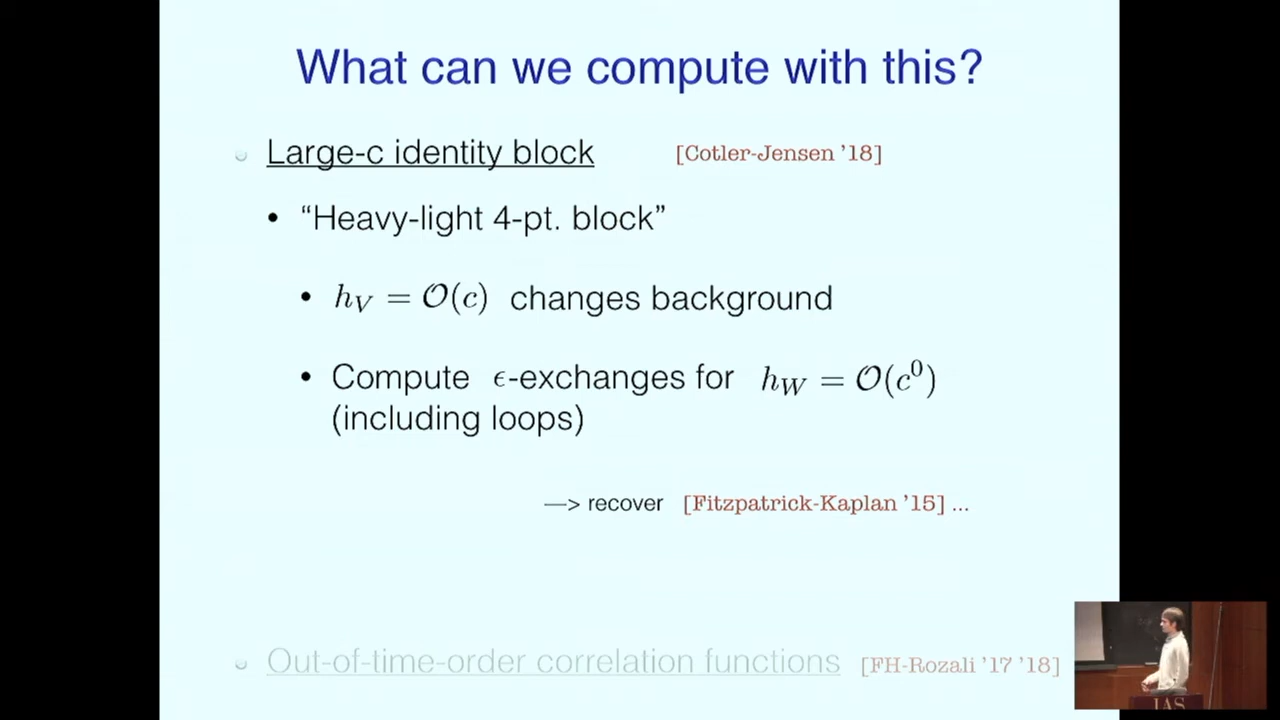 What can we compute with this?
Large-c identity block [Cotler-Jensen ’18]
• “Heavy-light 4-pt. block”
• h_V = 𝒪(c) changes background
• Compute ϵ-exchanges for h_W = 𝒪(c⁰)
(including loops)
—> recover [Fitzpatrick-Kaplan ’15] ...
Out-of-time-order correlation functions [FH-Rozali ’17 ’18]
IAS